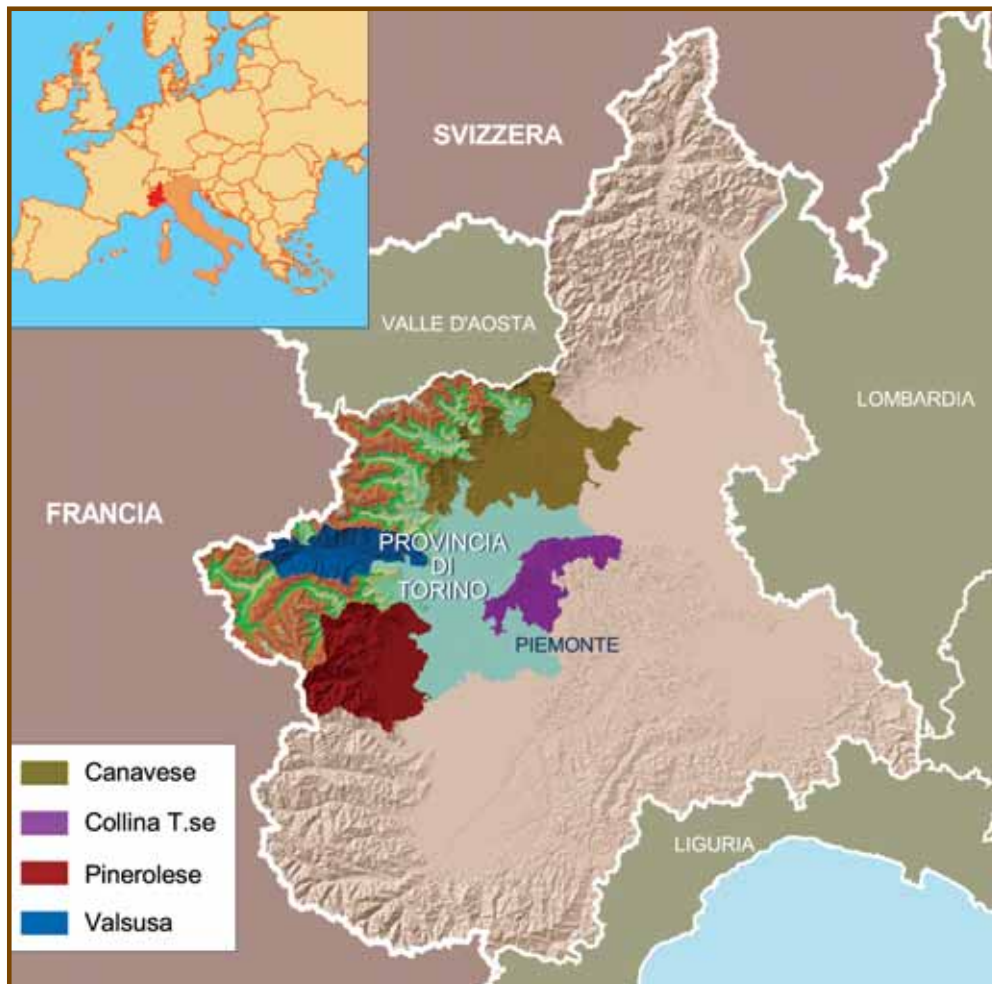 SVIZZERA
VALLE D'AOSTA
LOMBARDIA
FRANCIA
PROVINCIA
DI
TORINO
PIEMONTE
LIGURIA
Canavese
Collina T.se
Pinerolese
Valsusa